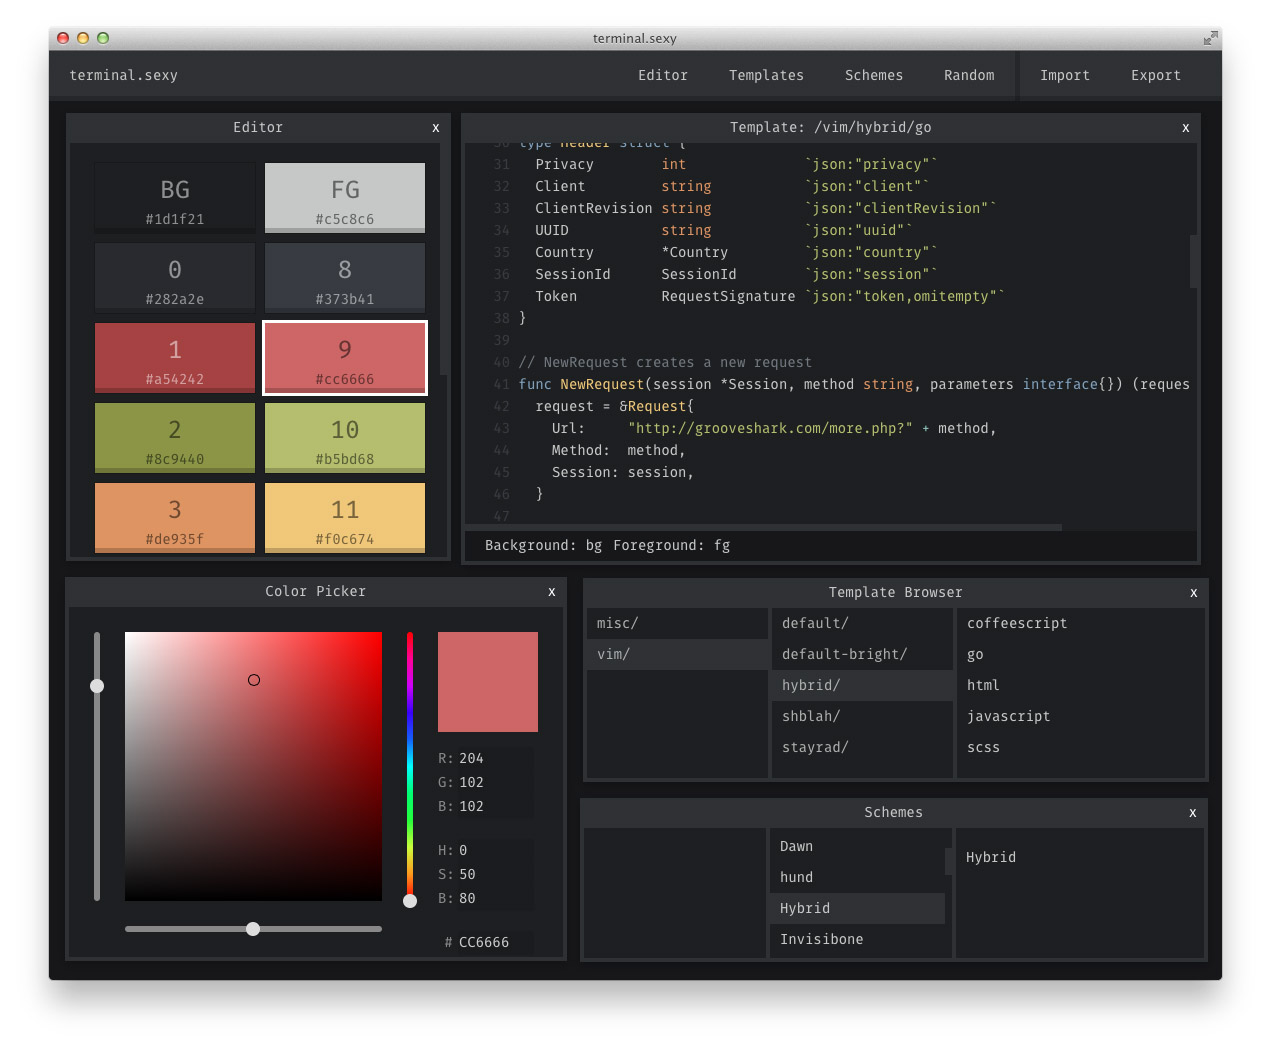 terminal.sexy
terminal.sexy Editor Templates Schemes Random Import Export
Editor x
BG
#1d1f21
FG
#c5c8c6
0
#282a2e
8
#373b41
1
#a54242
9
#cc6666
2
#8c9440
10
#b5bd68
3
#de935f
11
#f0c674
Template: /vim/hybrid/go x
30 type Header struct {
31 Privacy int `json:"privacy"`
32 Client string `json:"client"`
33 ClientRevision string `json:"clientRevision"`
34 UUID string `json:"uuid"`
35 Country *Country `json:"country"`
36 SessionId SessionId `json:"session"`
37 Token RequestSignature `json:"token,omitempty"`
38 }
39
40 // NewRequest creates a new request
41 func NewRequest(session *Session, method string, parameters interface{}) (reques
42 request = &Request{
43 Url: "http://grooveshark.com/more.php?" + method,
44 Method: method,
45 Session: session,
46 }
47
Background: bg Foreground: fg
Color Picker x
R: 204
G: 102
B: 102
H: 0
S: 50
B: 80
# CC6666
Template Browser x
misc/
vim/
default/
default-bright/
hybrid/
shblah/
stayrad/
coffeescript
go
html
javascript
scss
Schemes x
Dawn
hund
Hybrid
Invisibone
Hybrid